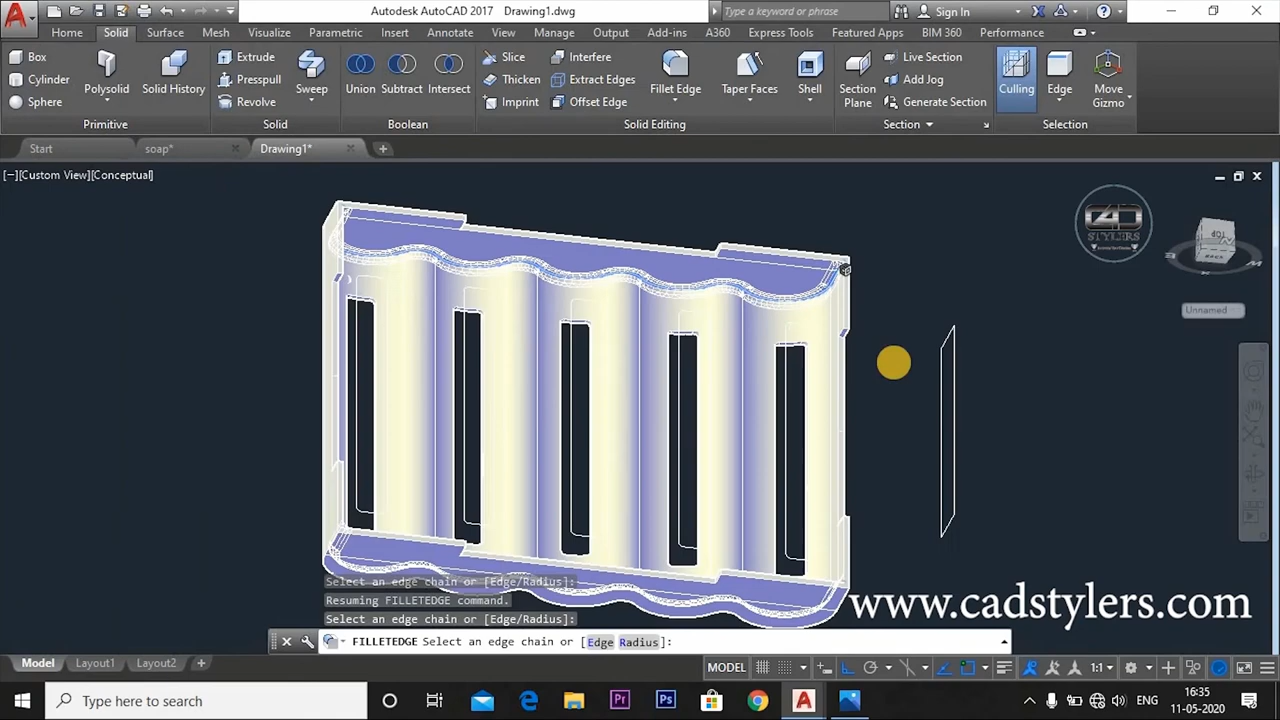 Autodesk AutoCAD 2017 Drawing1.dwg
Type a keyword or phrase
Sign In
Home Solid Surface Mesh Visualize Parametric Insert Annotate View Manage Output Add-ins A360 Express Tools Featured Apps BIM 360 Performance
Box
Cylinder
Sphere
Polysolid
Solid History
Extrude
Presspull
Revolve
Sweep
Union
Subtract
Intersect
Slice
Thicken
Imprint
Interfere
Extract Edges
Offset Edge
Fillet Edge
Taper Faces
Shell
Section
Plane
Live Section
Add Jog
Generate Section
Culling
Edge
Move
Gizmo
Primitive
Solid
Boolean
Solid Editing
Section
Selection
Start
soap*
Drawing1*
[−][Custom View][Conceptual]
CAD
STYLERS
TOP
Unnamed
Select an edge chain or [Edge/Radius]:
Resuming FILLETEDGE command.
Select an edge chain or [Edge/Radius]:
www.cadstylers.com
FILLETEDGE Select an edge chain or [Edge Radius]:
Model Layout1 Layout2
MODEL
1:1
Type here to search
Pr
Ps
A
ENG
16:35
11-05-2020